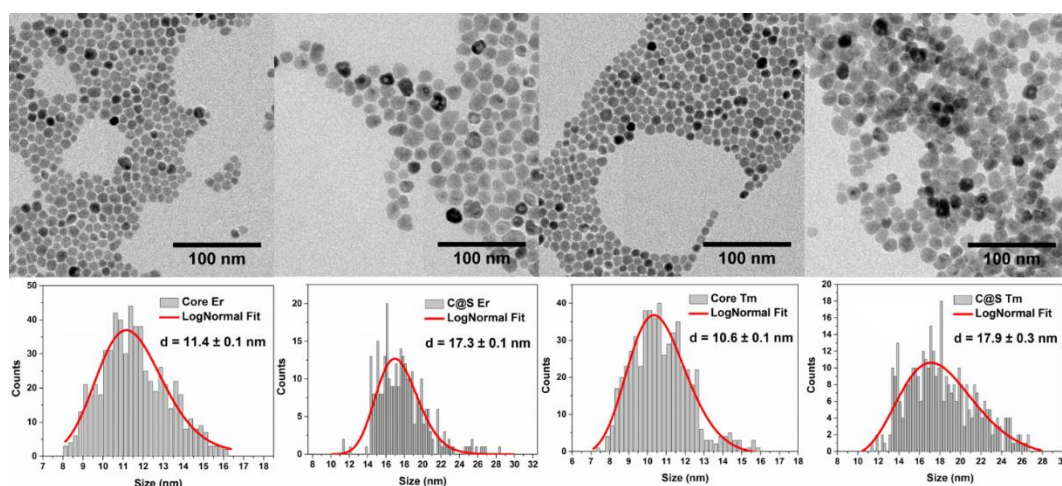 100 nm
100 nm
100 nm
100 nm
Core Er
LogNormal Fit
d = 11.4 ± 0.1 nm
Counts
50
40
30
20
10
0
7 8 9 10 11 12 13 14 15 16 17 18
Size (nm)
C@S Er
LogNormal Fit
d = 17.3 ± 0.1 nm
Counts
20
15
10
5
0
8 10 12 14 16 18 20 22 24 26 28 30 32
Size (nm)
Core Tm
LogNormal Fit
d = 10.6 ± 0.1 nm
Counts
50
40
30
20
10
0
6 7 8 9 10 11 12 13 14 15 16 17 18
Size (nm)
C@S Tm
LogNormal Fit
d = 17.9 ± 0.3 nm
Counts
20
18
16
14
12
10
8
6
4
2
0
8 10 12 14 16 18 20 22 24 26 28 30
Size (nm)